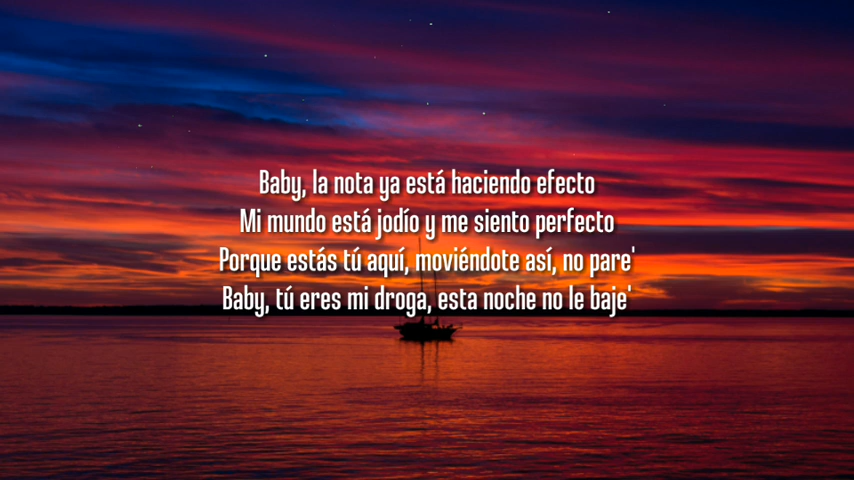 Baby, la nota ya está haciendo efecto
Mi mundo está jodío y me siento perfecto
Porque estás tú aquí, moviéndote así, no pare'
Baby, tú eres mi droga, esta noche no le baje'